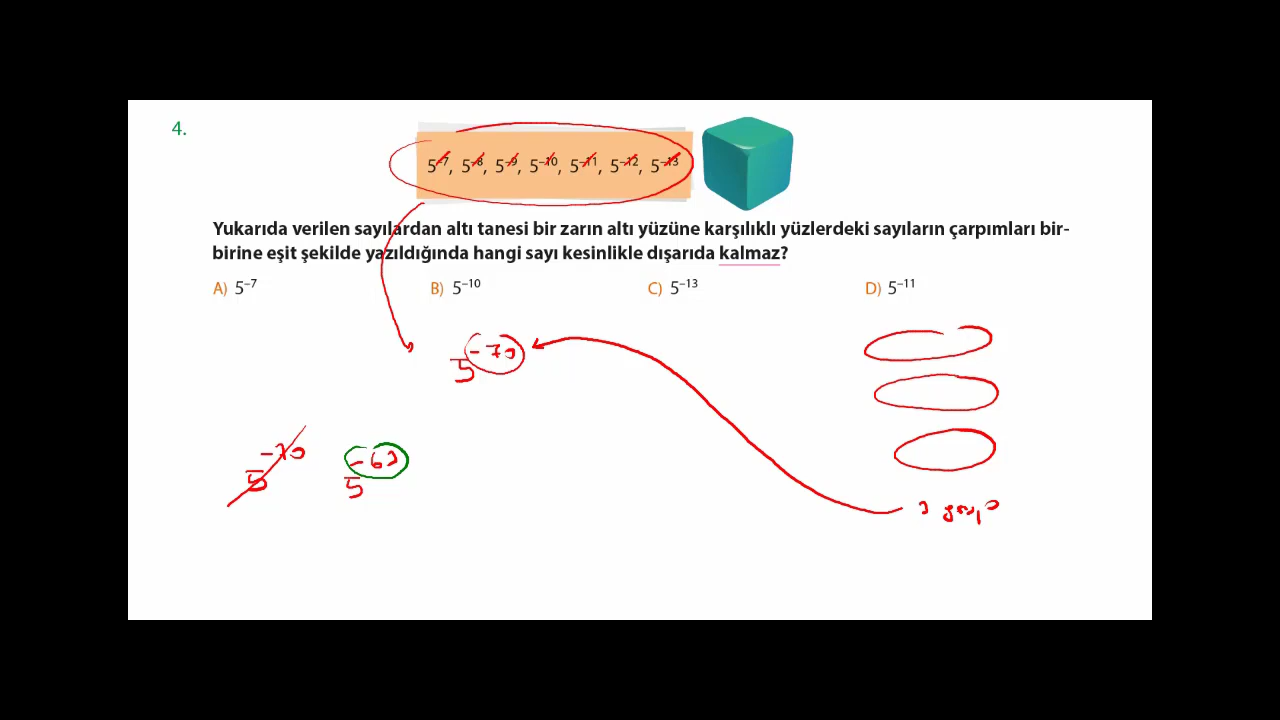 4.
5⁻⁷, 5⁻⁸, 5⁻⁹, 5⁻¹⁰, 5⁻¹¹, 5⁻¹², 5⁻¹³
Yukarıda verilen sayılardan altı tanesi bir zarın altı yüzüne karşılıklı yüzlerdeki sayıların çarpımları bir-
birine eşit şekilde yazıldığında hangi sayı kesinlikle dışarıda kalmaz?
A) 5⁻⁷ B) 5⁻¹⁰ C) 5⁻¹³ D) 5⁻¹¹
5⁻⁷⁰
5⁻⁷⁰ 5⁻⁶³
3 grup